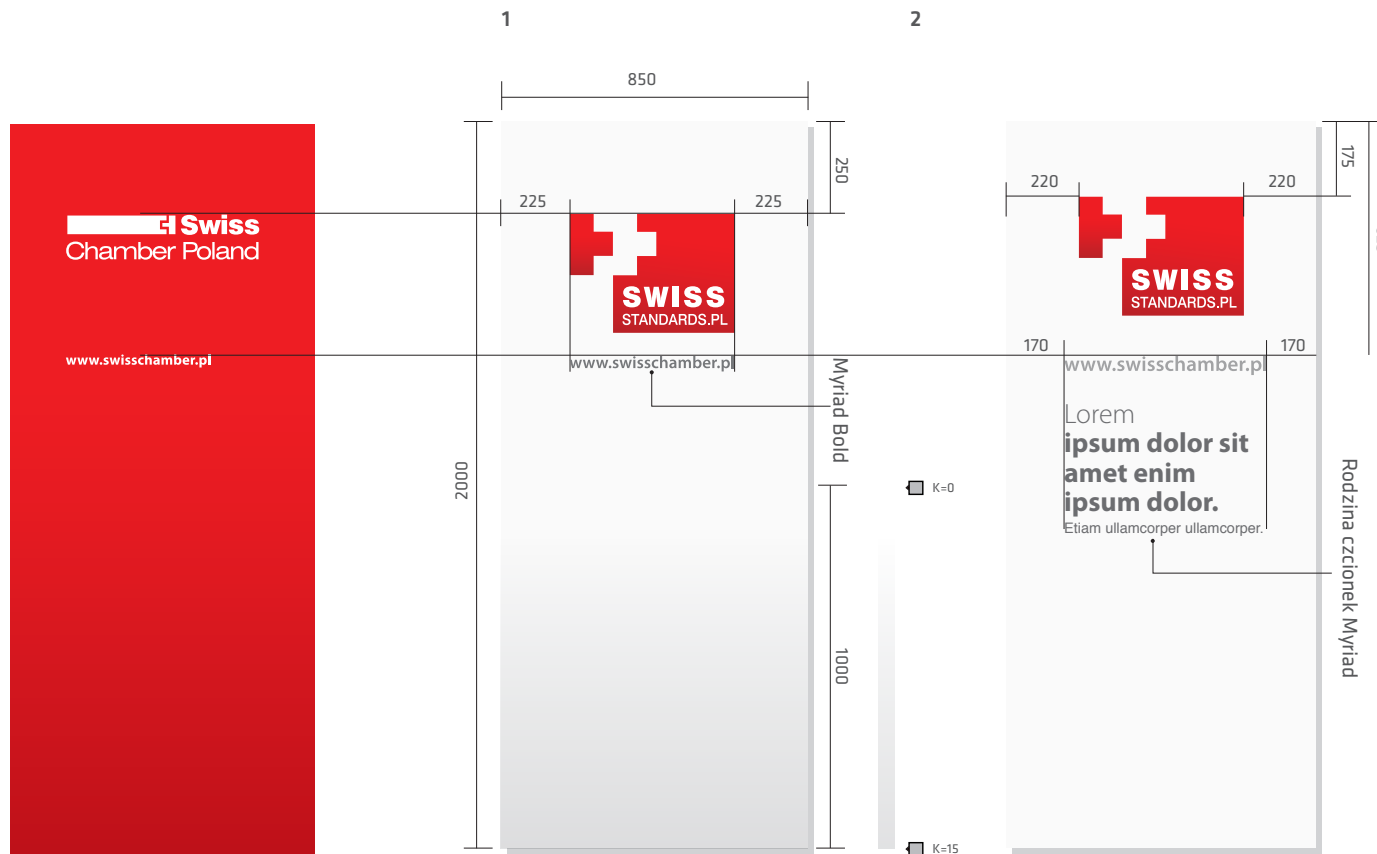 1
2
850
250
175
225
225
220
220
Swiss
Chamber Poland
SWISS
STANDARDS.PL
SWISS
STANDARDS.PL
www.swisschamber.pl
www.swisschamber.pl
170
170
www.swisschamber.pl
Myriad Bold
Lorem
ipsum dolor sit
amet enim
ipsum dolor.
Etiam ullamcorper ullamcorper.
2000
K=0
Rodzina czcionek Myriad
1000
K=15